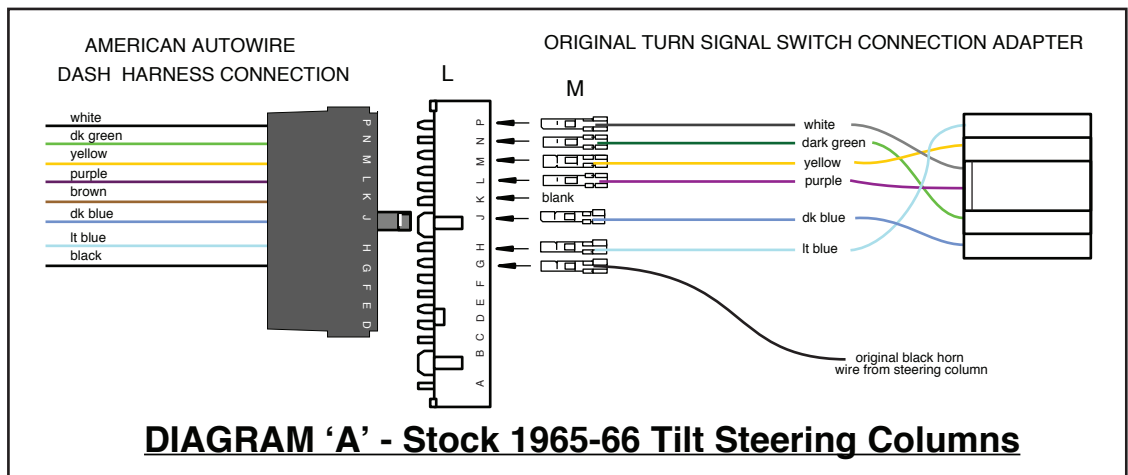 AMERICAN AUTOWIRE
DASH HARNESS CONNECTION
ORIGINAL TURN SIGNAL SWITCH CONNECTION ADAPTER
L
M
white
dk green
yellow
purple
brown
dk blue
lt blue
black
P
N
M
L
K
J
H
G
F
E
D
P
N
M
L
K
J
H
G
F
E
D
C
B
A
blank
white
dark green
yellow
purple
dk blue
lt blue
original black horn
wire from steering column
DIAGRAM ‘A’ - Stock 1965-66 Tilt Steering Columns